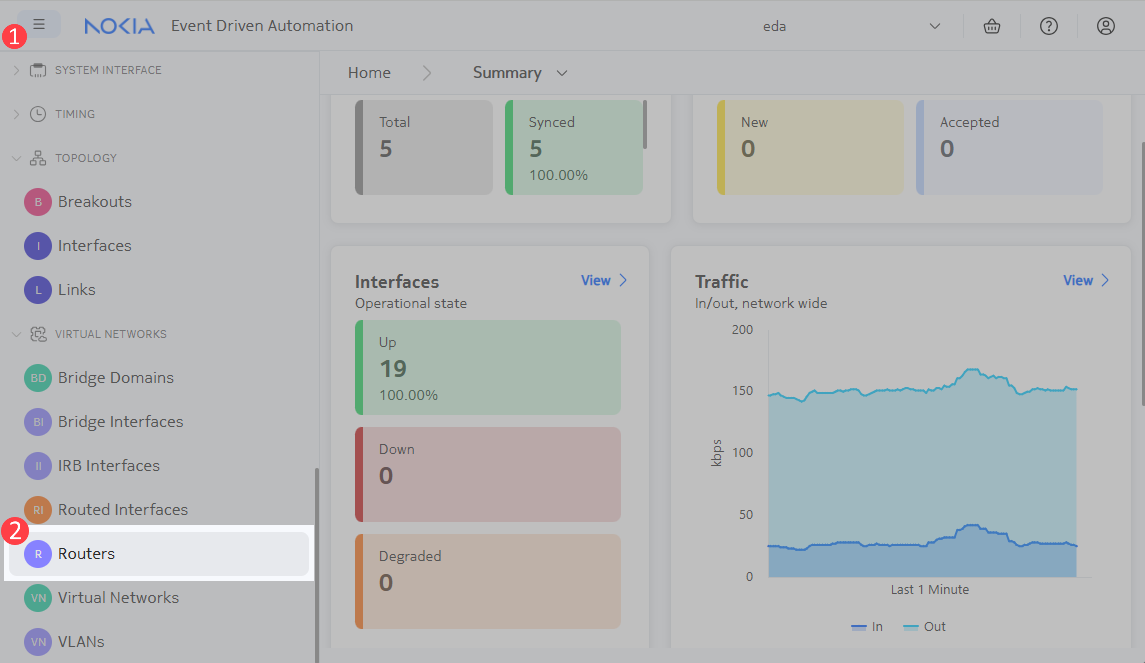 1
NOKIA Event Driven Automation
eda
SYSTEM INTERFACE
TIMING
TOPOLOGY
B Breakouts
I Interfaces
L Links
VIRTUAL NETWORKS
BD Bridge Domains
BI Bridge Interfaces
II IRB Interfaces
RI Routed Interfaces
2
R Routers
VN Virtual Networks
VN VLANs
Home
Summary
Total
5
Synced
5
100.00%
New
0
Accepted
0
Interfaces
View
Operational state
Up
19
100.00%
Down
0
Degraded
0
Traffic
View
In/out, network wide
200
150
100
50
0
kbps
Last 1 Minute
In
Out